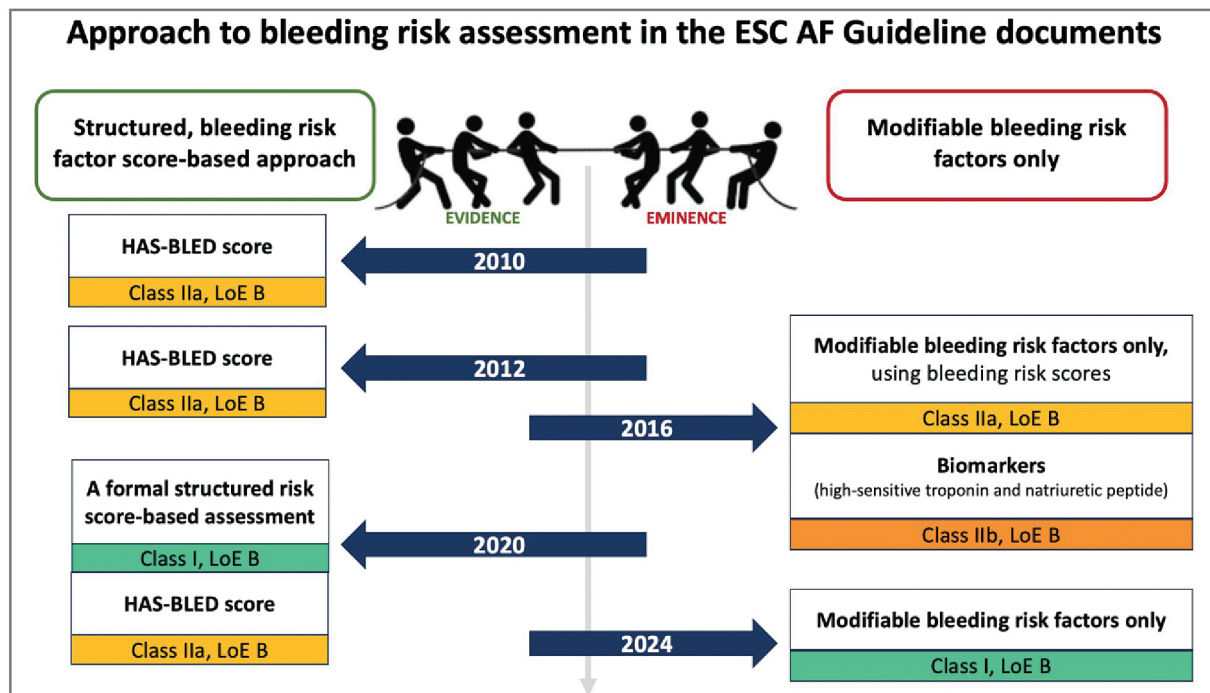 Approach to bleeding risk assessment in the ESC AF Guideline documents
Structured, bleeding risk
factor score-based approach
EVIDENCE
EMINENCE
Modifiable bleeding risk
factors only
HAS-BLED score
Class IIa, LoE B
2010
HAS-BLED score
Class IIa, LoE B
2012
2016
Modifiable bleeding risk factors only,
using bleeding risk scores
Class IIa, LoE B
Biomarkers
(high-sensitive troponin and natriuretic peptide)
Class IIb, LoE B
A formal structured risk
score-based assessment
Class I, LoE B
2020
HAS-BLED score
Class IIa, LoE B
2024
Modifiable bleeding risk factors only
Class I, LoE B